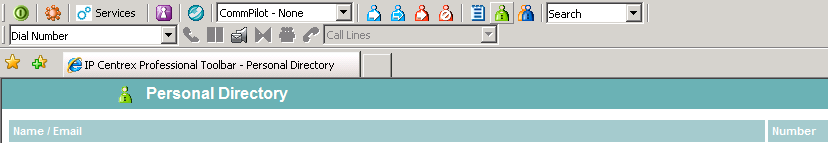 Services CommPilot - None Search
Dial Number Call Lines
IP Centrex Professional Toolbar - Personal Directory
Personal Directory
Name / Email Number